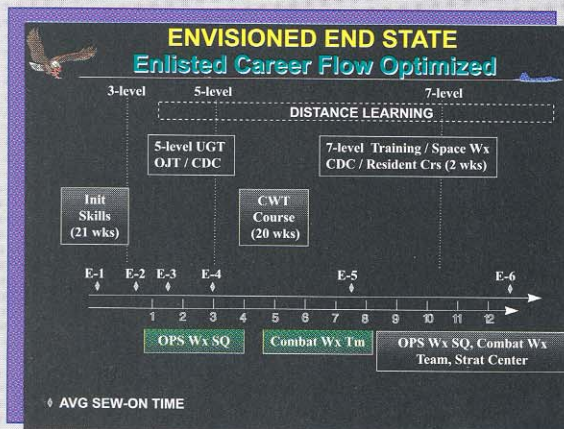 ENVISIONED END STATE
Enlisted Career Flow Optimized
3-level 5-level 7-level
DISTANCE LEARNING
5-level UGT
OJT / CDC
7-level Training / Space Wx
CDC / Resident Crs (2 wks)
Init
Skills
(21 wks)
CWT
Course
(20 wks)
E-1 E-2 E-3 E-4 E-5 E-6
1 2 3 4 5 6 7 8 9 10 11 12
OPS Wx SQ
Combat Wx Tm
OPS Wx SQ, Combat Wx
Team, Strat Center
AVG SEW-ON TIME